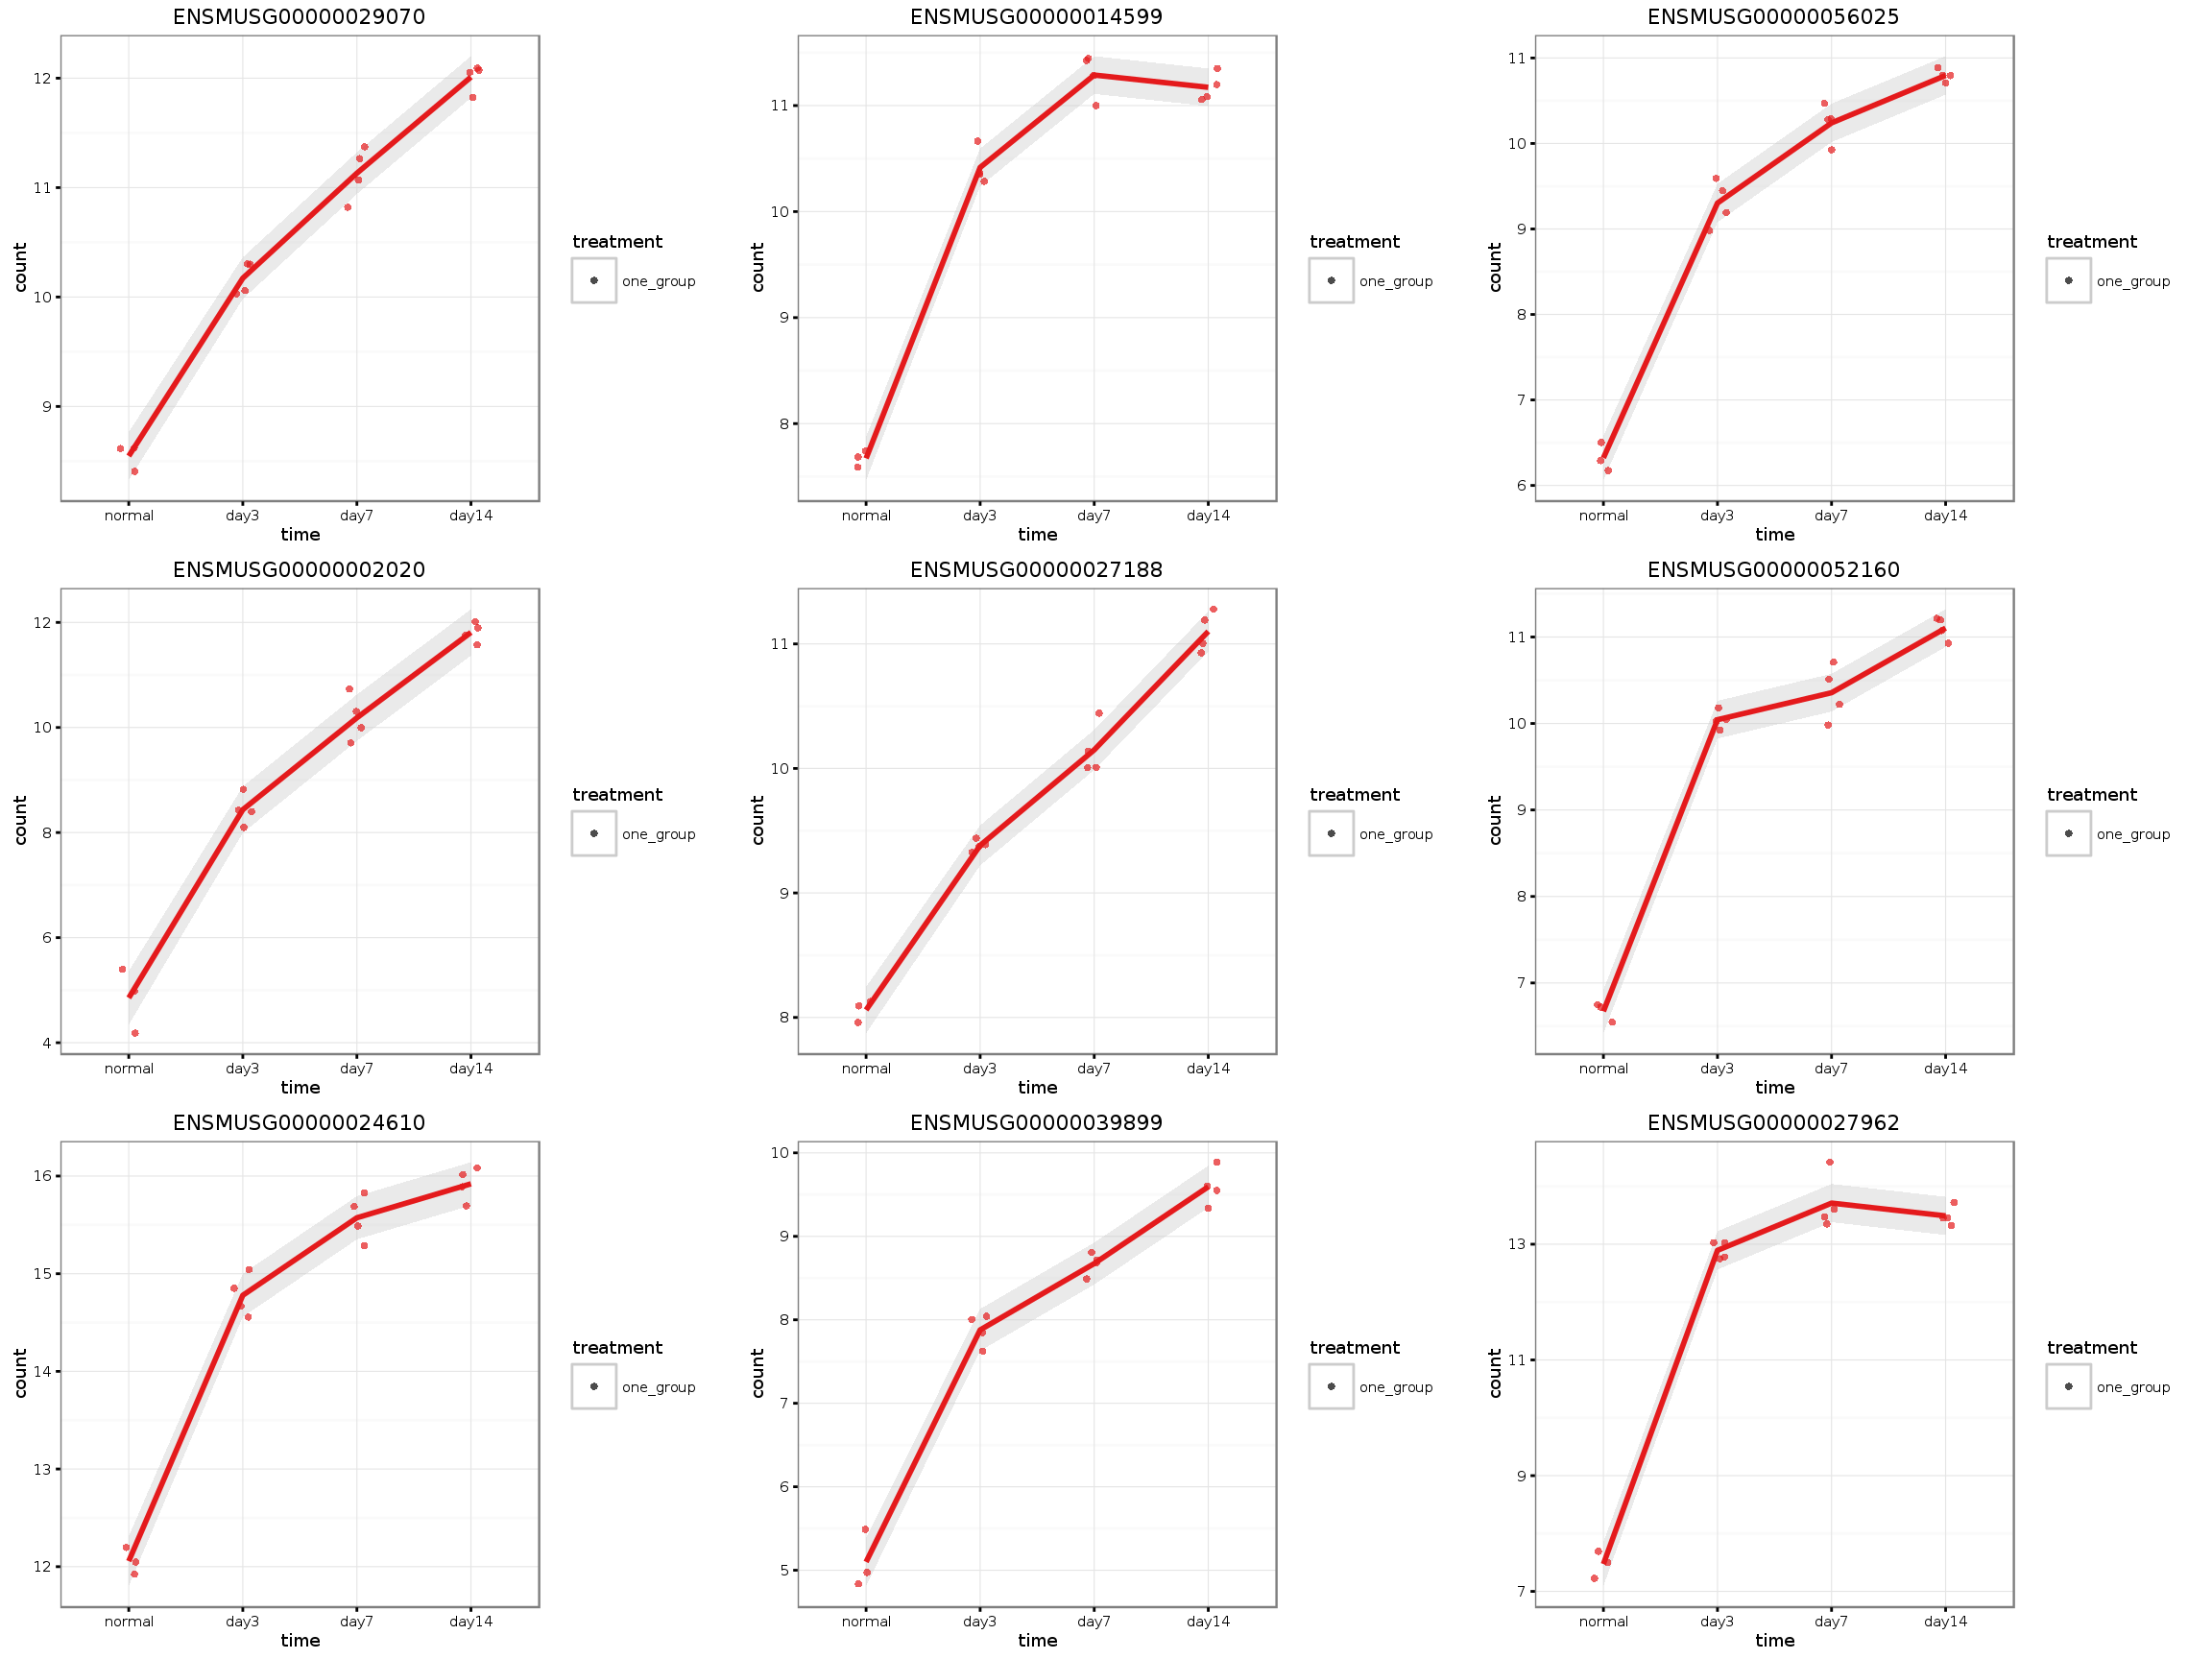 ENSMUSG00000029070
12
11
10
9
count
normal day3 day7 day14
time
treatment
one_group
ENSMUSG00000014599
11
10
9
8
count
normal day3 day7 day14
time
treatment
one_group
ENSMUSG00000056025
11
10
9
8
7
6
count
normal day3 day7 day14
time
treatment
one_group
ENSMUSG00000002020
12
10
8
6
4
count
normal day3 day7 day14
time
treatment
one_group
ENSMUSG00000027188
11
10
9
8
count
normal day3 day7 day14
time
treatment
one_group
ENSMUSG00000052160
11
10
9
8
7
count
normal day3 day7 day14
time
treatment
one_group
ENSMUSG00000024610
16
15
14
13
12
count
normal day3 day7 day14
time
treatment
one_group
ENSMUSG00000039899
10
9
8
7
6
5
count
normal day3 day7 day14
time
treatment
one_group
ENSMUSG00000027962
13
11
9
7
count
normal day3 day7 day14
time
treatment
one_group